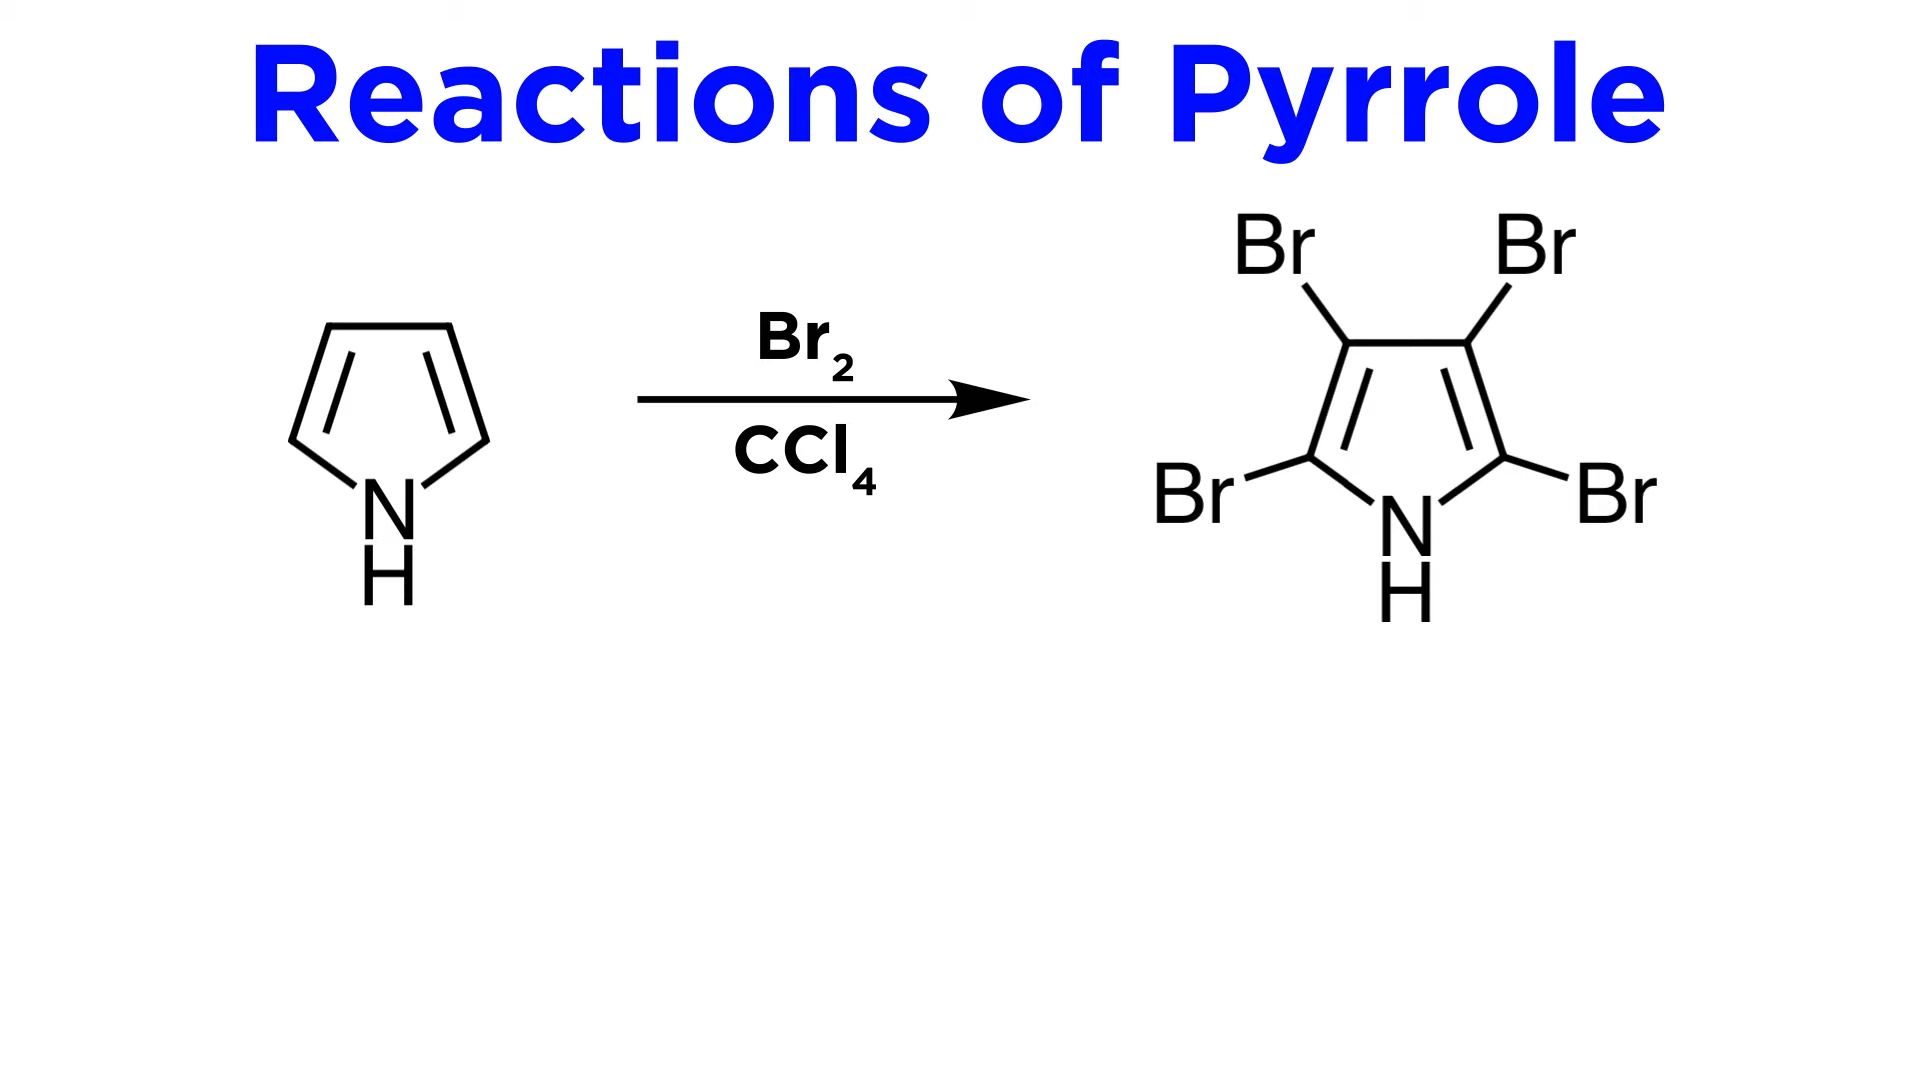 Reactions of Pyrrole
Br Br
Br₂
CCl₄
Br Br
N N
H H